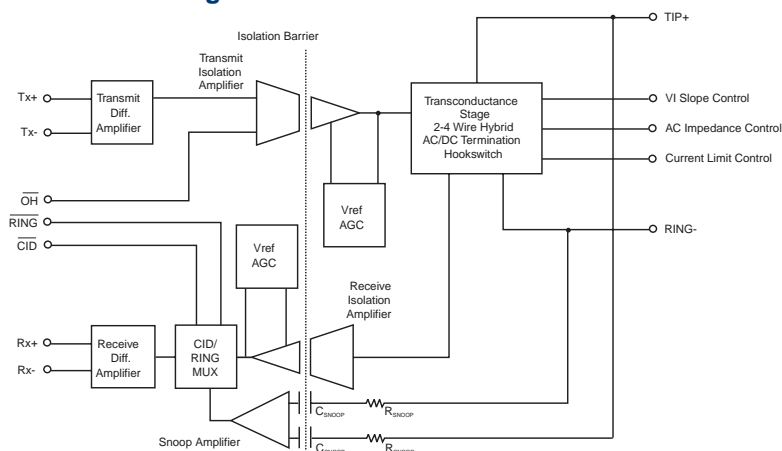 Isolation Barrier
TIP+
Transmit
Isolation
Amplifier
Tx+
Tx-
Transmit
Diff.
Amplifier
Transconductance
Stage
2-4 Wire Hybrid
AC/DC Termination
Hookswitch
VI Slope Control
AC Impedance Control
Current Limit Control
OH
RING
CID
Vref
AGC
RING-
Vref
AGC
Receive
Isolation
Amplifier
Rx+
Rx-
Receive
Diff.
Amplifier
CID/
RING
MUX
CSNOOP
RSNOOP
Snoop Amplifier